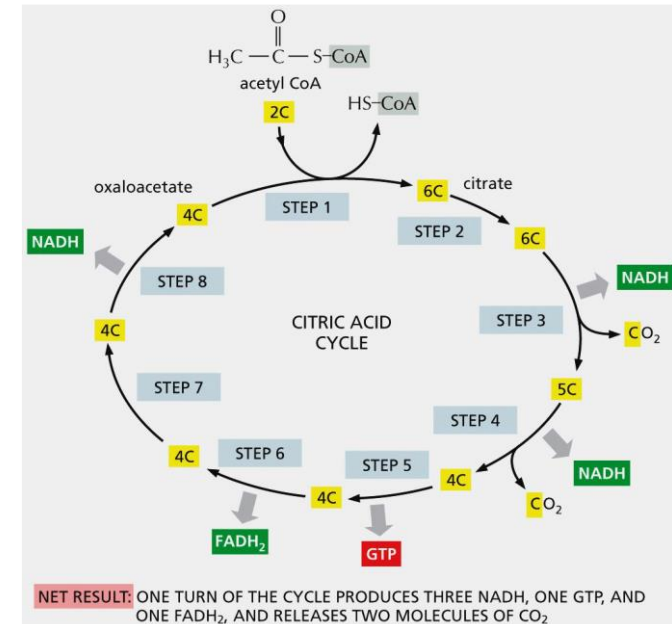 O
H₃C — C — S–CoA
acetyl CoA
HS–CoA
2C
oxaloacetate
6C citrate
4C
STEP 1
STEP 2
6C
NADH
STEP 8
NADH
CITRIC ACID
CYCLE
STEP 3
4C
CO₂
STEP 7
5C
STEP 4
STEP 6
4C
STEP 5
4C
NADH
4C
CO₂
FADH₂
GTP
NET RESULT: ONE TURN OF THE CYCLE PRODUCES THREE NADH, ONE GTP, AND
ONE FADH₂, AND RELEASES TWO MOLECULES OF CO₂